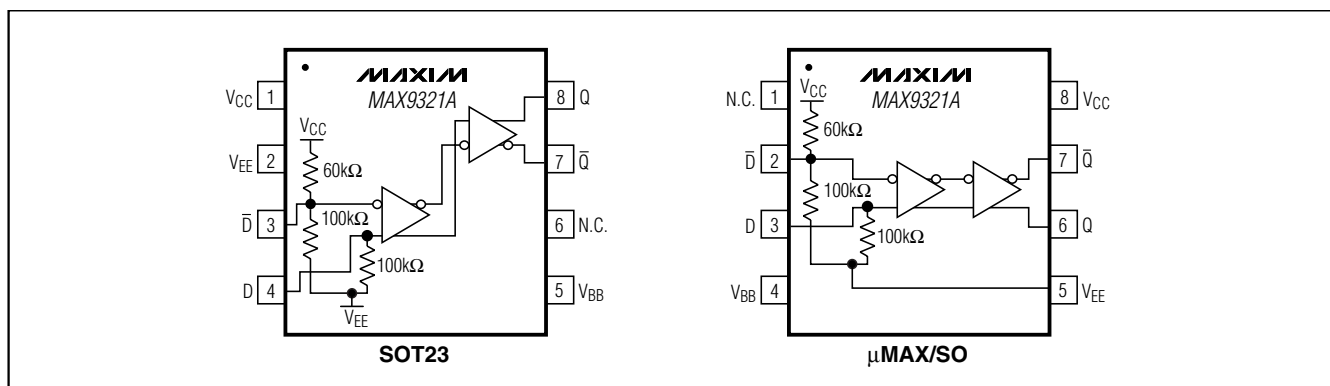 MAXIM
MAX9321A
VCC 1
VEE 2
D̅ 3
D 4
8 Q
7 Q̅
6 N.C.
5 VBB
VCC
60kΩ
100kΩ
100kΩ
VEE
SOT23
MAXIM
MAX9321A
N.C. 1
D̅ 2
D 3
VBB 4
8 VCC
7 Q̅
6 Q
5 VEE
VCC
60kΩ
100kΩ
100kΩ
µMAX/SO